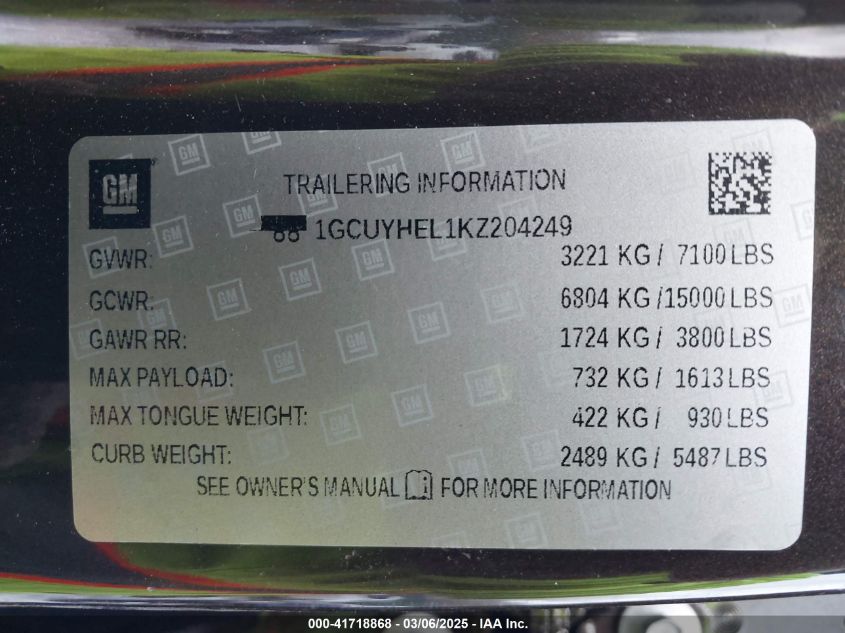 GM
TRAILERING INFORMATION
1GCUYHEL1KZ204249
GVWR: 3221 KG / 7100 LBS
GCWR: 6804 KG /15000 LBS
GAWR RR: 1724 KG / 3800 LBS
MAX PAYLOAD: 732 KG / 1613 LBS
MAX TONGUE WEIGHT: 422 KG / 930 LBS
CURB WEIGHT: 2489 KG / 5487 LBS
SEE OWNER'S MANUAL i FOR MORE INFORMATION
000-41718868 - 03/06/2025 - IAA Inc.